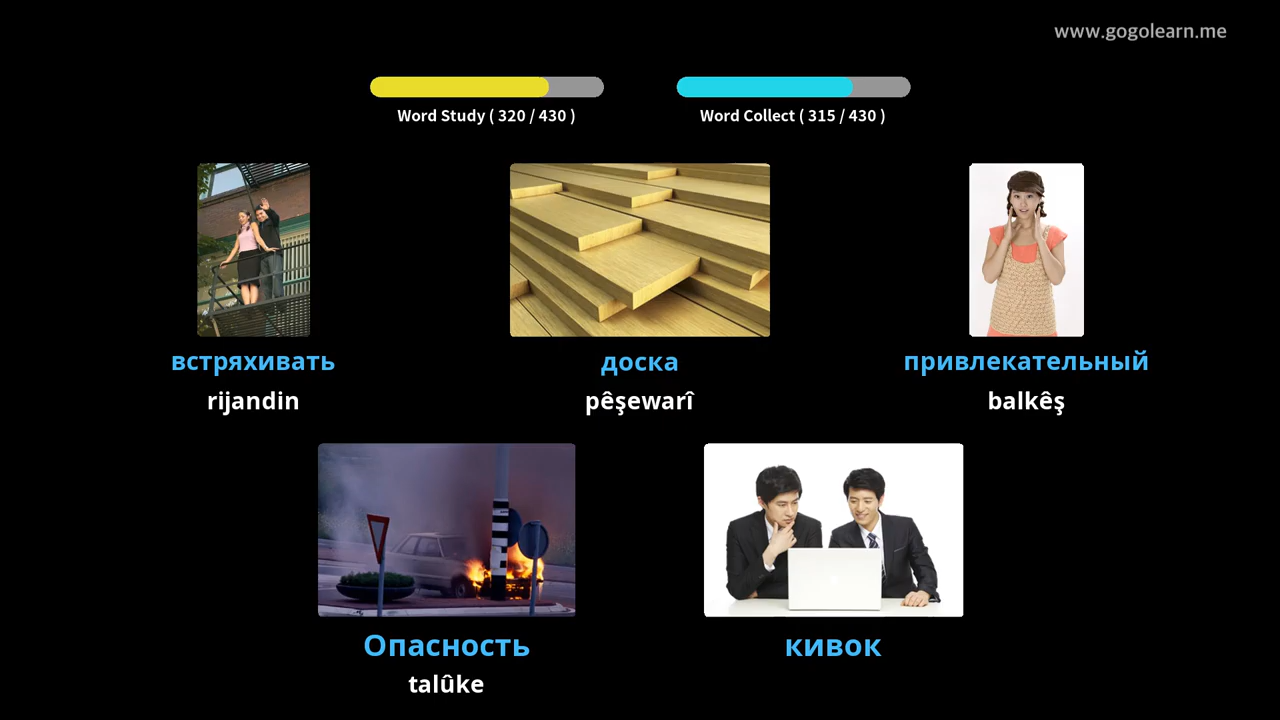 www.gogolearn.me
Word Study ( 320 / 430 )
Word Collect ( 315 / 430 )
встряхивать
rijandin
доска
pêşewarî
привлекательный
balkêş
Опасность
talûke
кивок